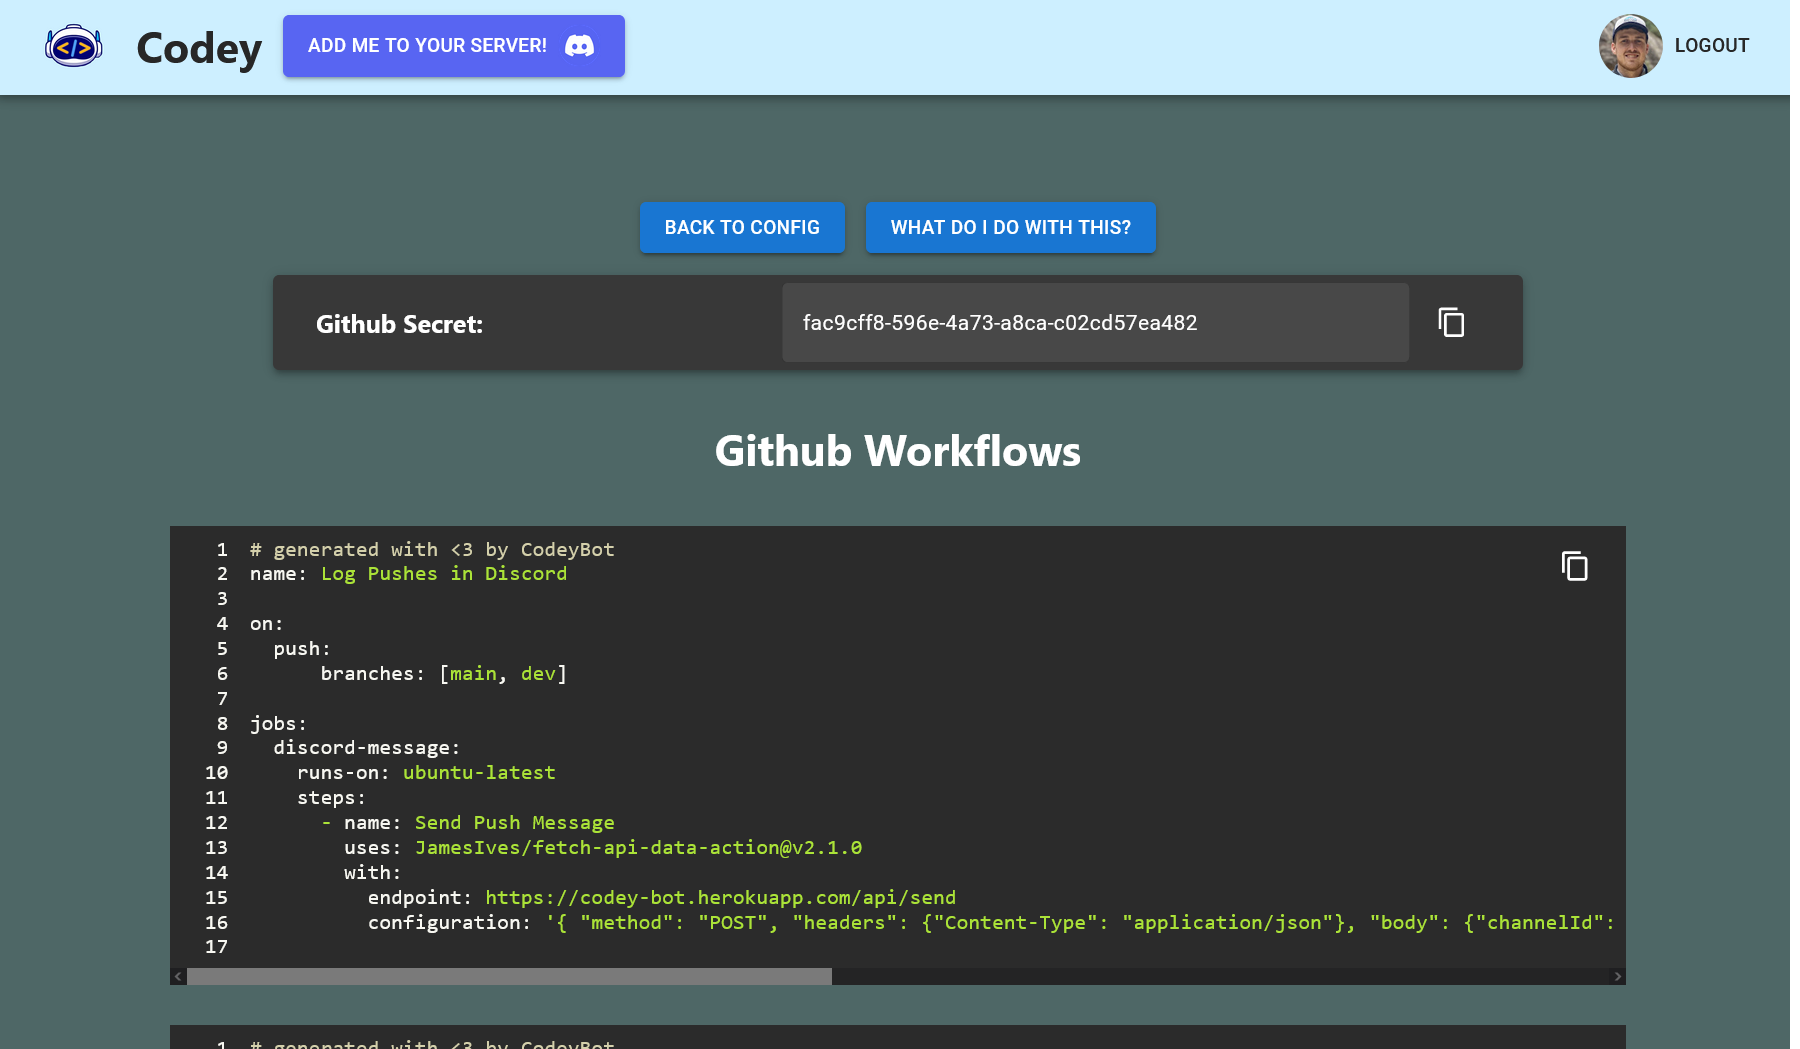 </>
Codey
ADD ME TO YOUR SERVER!
LOGOUT
BACK TO CONFIG
WHAT DO I DO WITH THIS?
Github Secret:
fac9cff8-596e-4a73-a8ca-c02cd57ea482
Github Workflows
1 # generated with <3 by CodeyBot
2 name: Log Pushes in Discord
3
4 on:
5   push:
6       branches: [main, dev]
7
8 jobs:
9   discord-message:
10     runs-on: ubuntu-latest
11     steps:
12       - name: Send Push Message
13         uses: JamesIves/fetch-api-data-action@v2.1.0
14         with:
15           endpoint: https://codey-bot.herokuapp.com/api/send
16           configuration: '{ "method": "POST", "headers": {"Content-Type": "application/json"}, "body": {"channelId":
17
1 # generated with <3 by CodeyBot